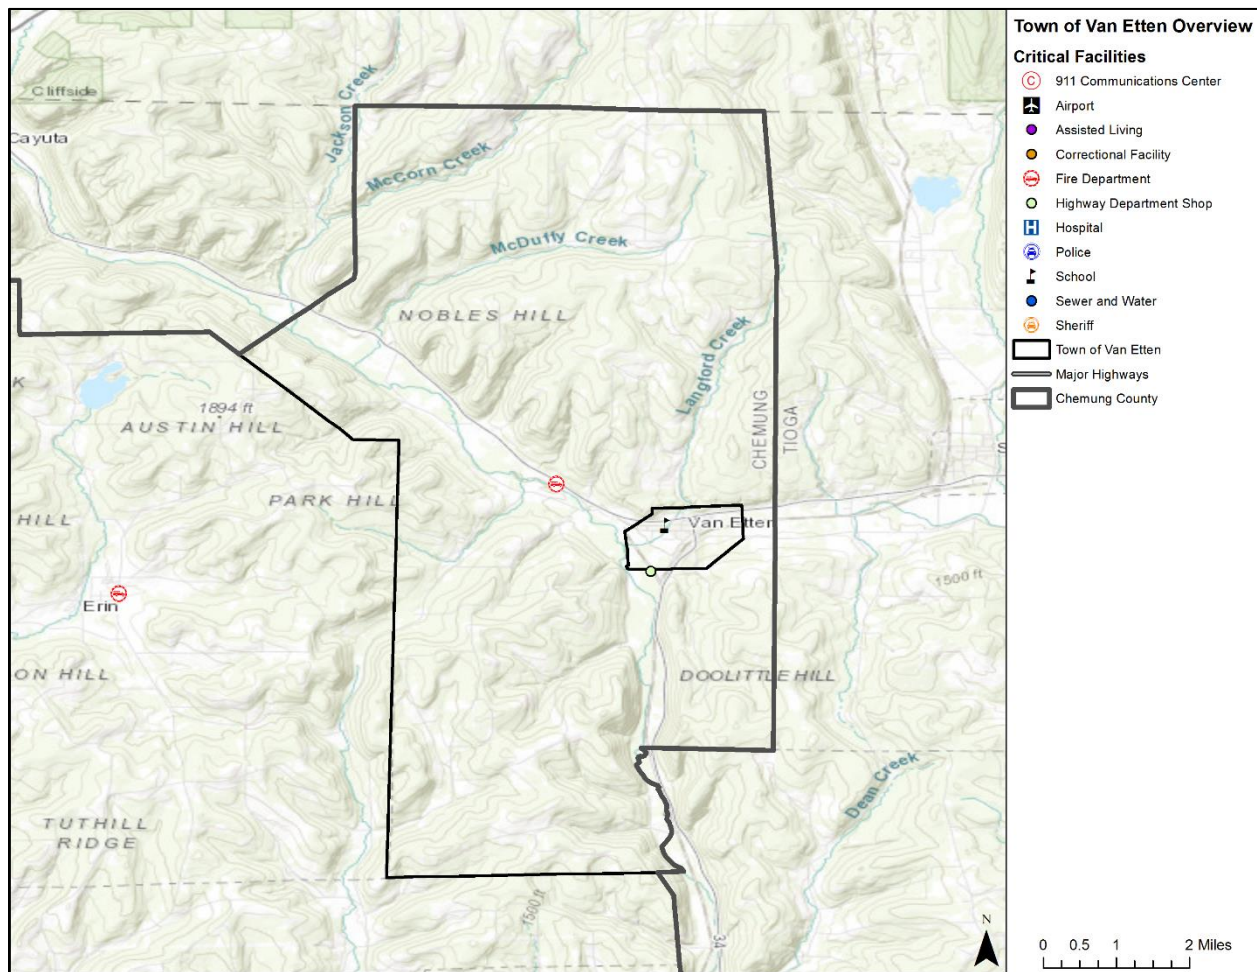 Town of Van Etten Overview
Critical Facilities
911 Communications Center
Airport
Assisted Living
Correctional Facility
Fire Department
Highway Department Shop
Hospital
Police
School
Sewer and Water
Sheriff
Town of Van Etten
Major Highways
Chemung County
Cliffside
Cayuta
Jackson Creek
McCorn Creek
McDuffy Creek
NOBLES HILL
Langford Creek
CHEMUNG
TIOGA
K
1894 ft
AUSTIN HILL
S
PARK HILL
HILL
Van Etten
1500 ft
Erin
ON HILL
DOOLITTLE HILL
Dean Creek
TUTHILL
RIDGE
1500 ft
34
N
0 0.5 1 2 Miles
C
H